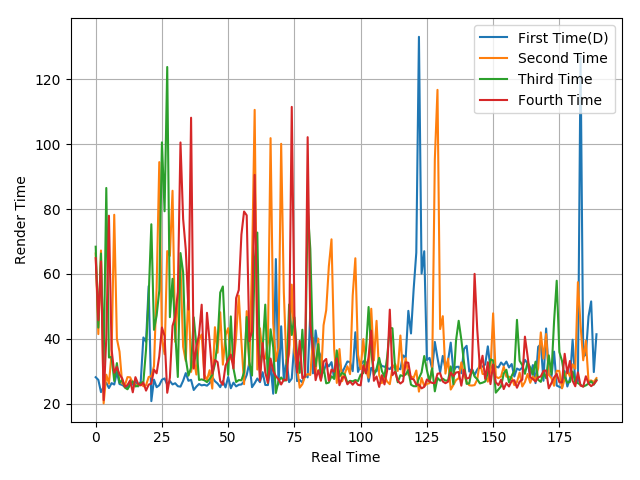 First Time(D)
Second Time
Third Time
Fourth Time
Render Time
120
100
80
60
40
20
0 25 50 75 100 125 150 175
Real Time